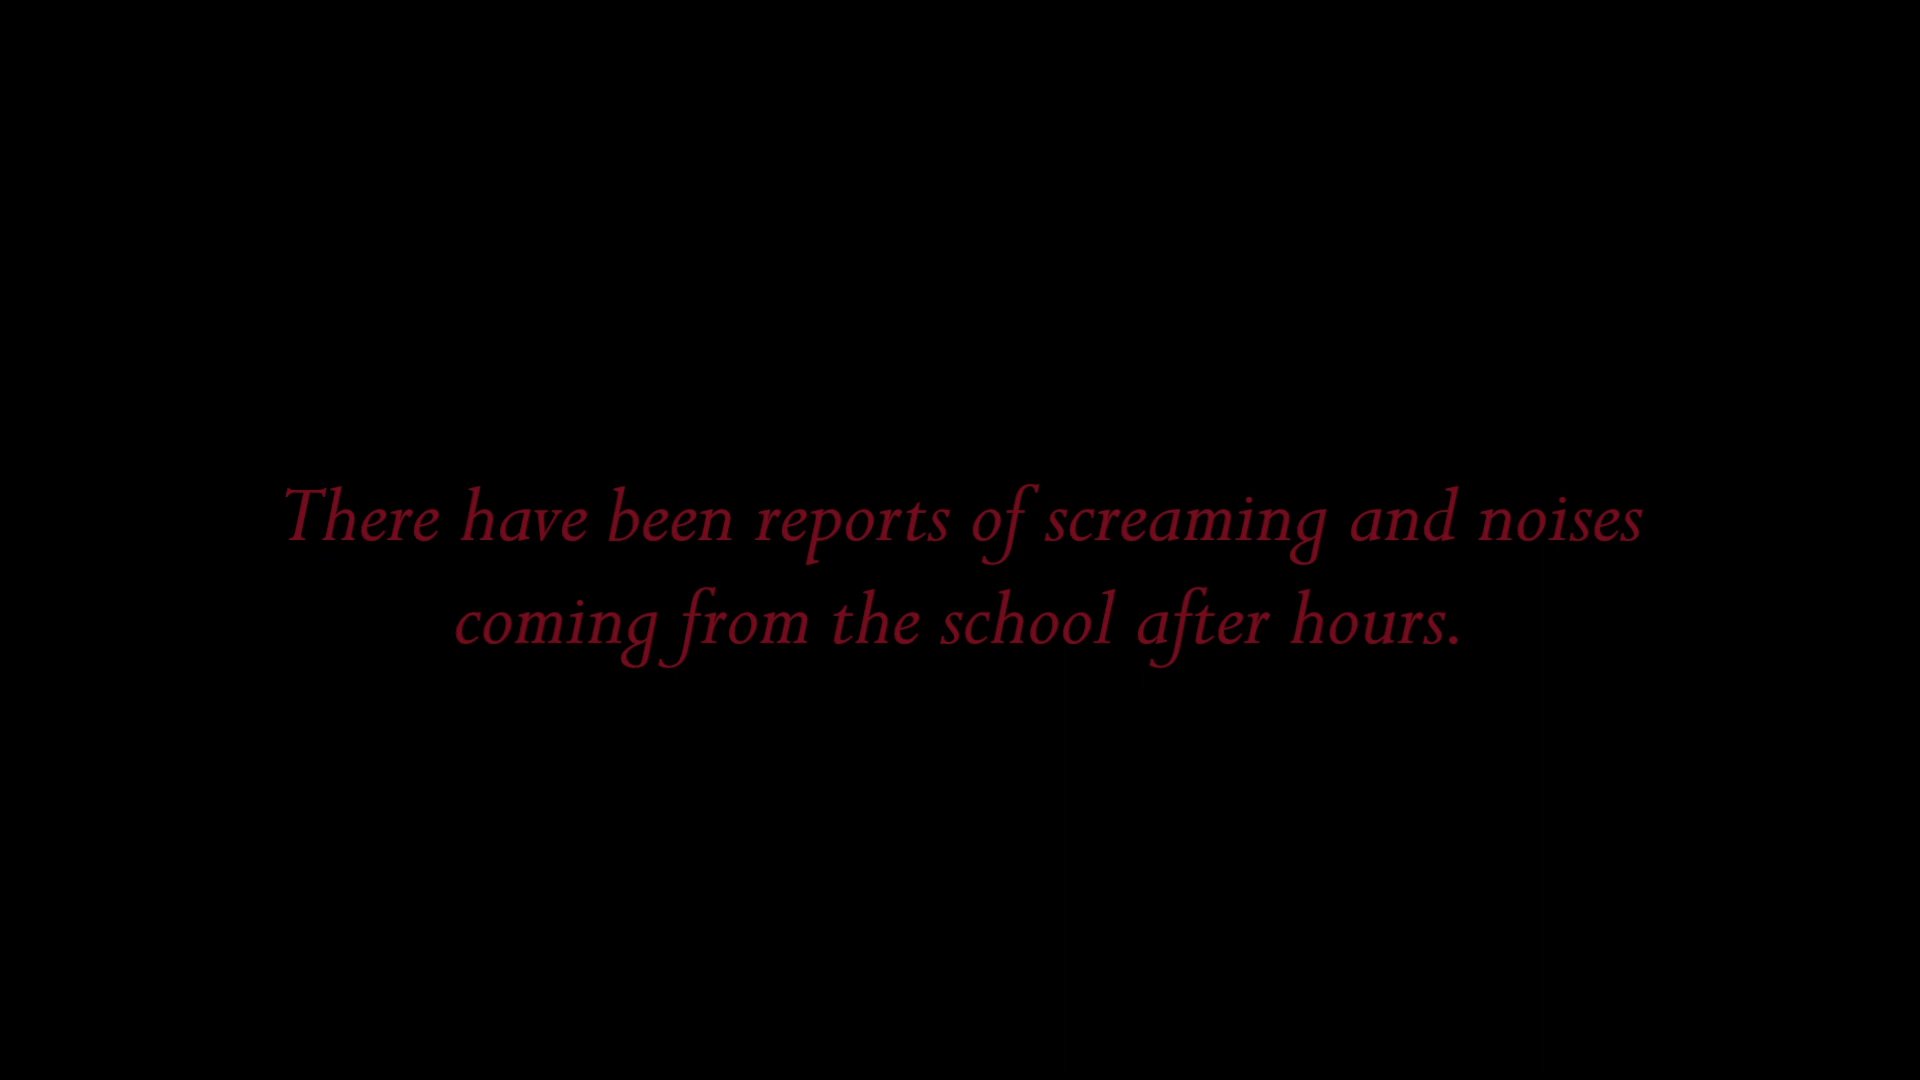 There have been reports of screaming and noises
coming from the school after hours.